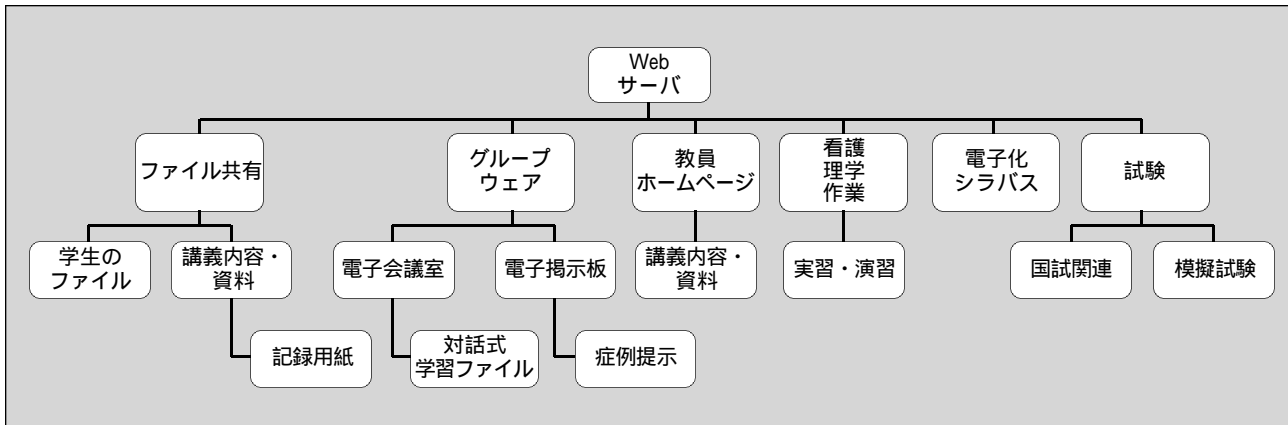 Web
サーバ
ファイル共有
グループ
ウェア
教員
ホームページ
看護
理学
作業
電子化
シラバス
試験
学生の
ファイル
講義内容・
資料
電子会議室
電子掲示板
講義内容・
資料
実習・演習
国試関連
模擬試験
記録用紙
対話式
学習ファイル
症例提示